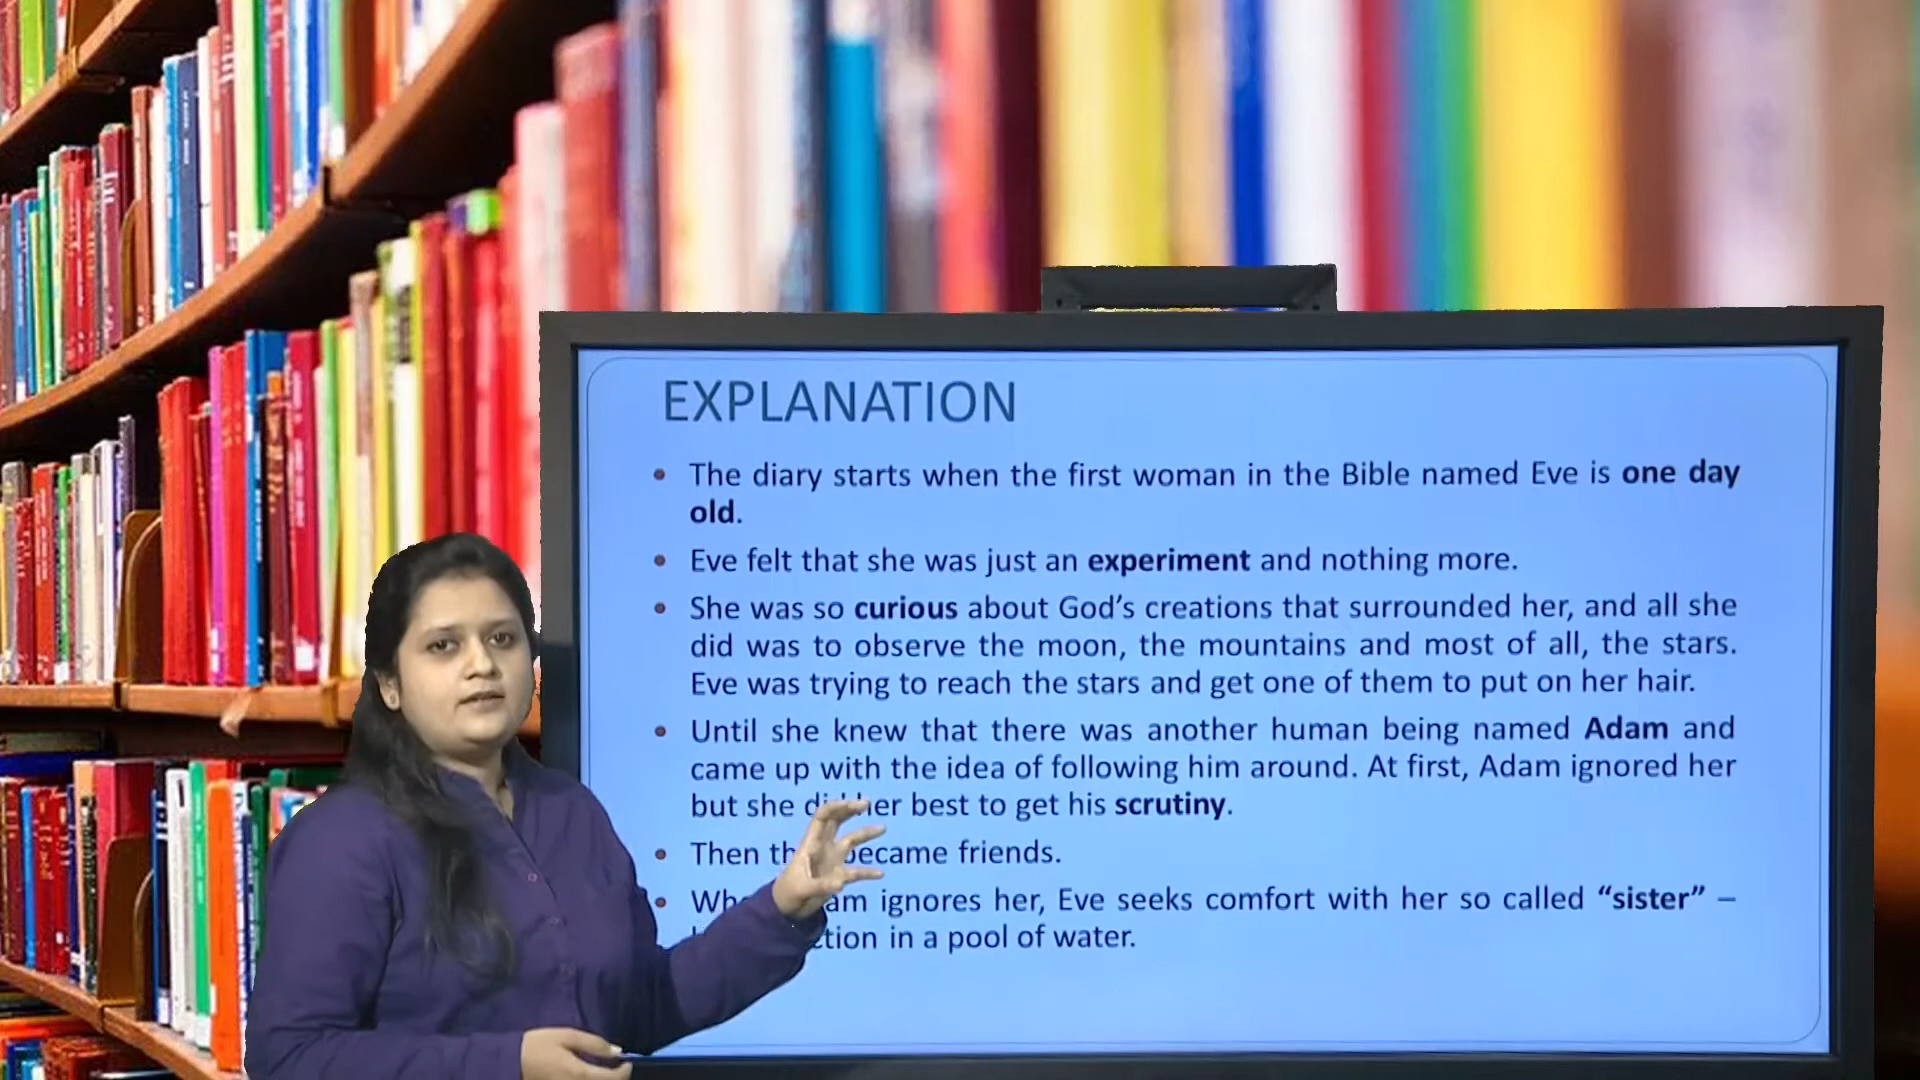 EXPLANATION
• The diary starts when the first woman in the Bible named Eve is one day
old.
• Eve felt that she was just an experiment and nothing more.
• She was so curious about God’s creations that surrounded her, and all she
did was to observe the moon, the mountains and most of all, the stars.
Eve was trying to reach the stars and get one of them to put on her hair.
• Until she knew that there was another human being named Adam and
came up with the idea of following him around. At first, Adam ignored her
but she did her best to get his scrutiny.
• Then became friends.
• ignores her, Eve seeks comfort with her so called “sister” –
in a pool of water.